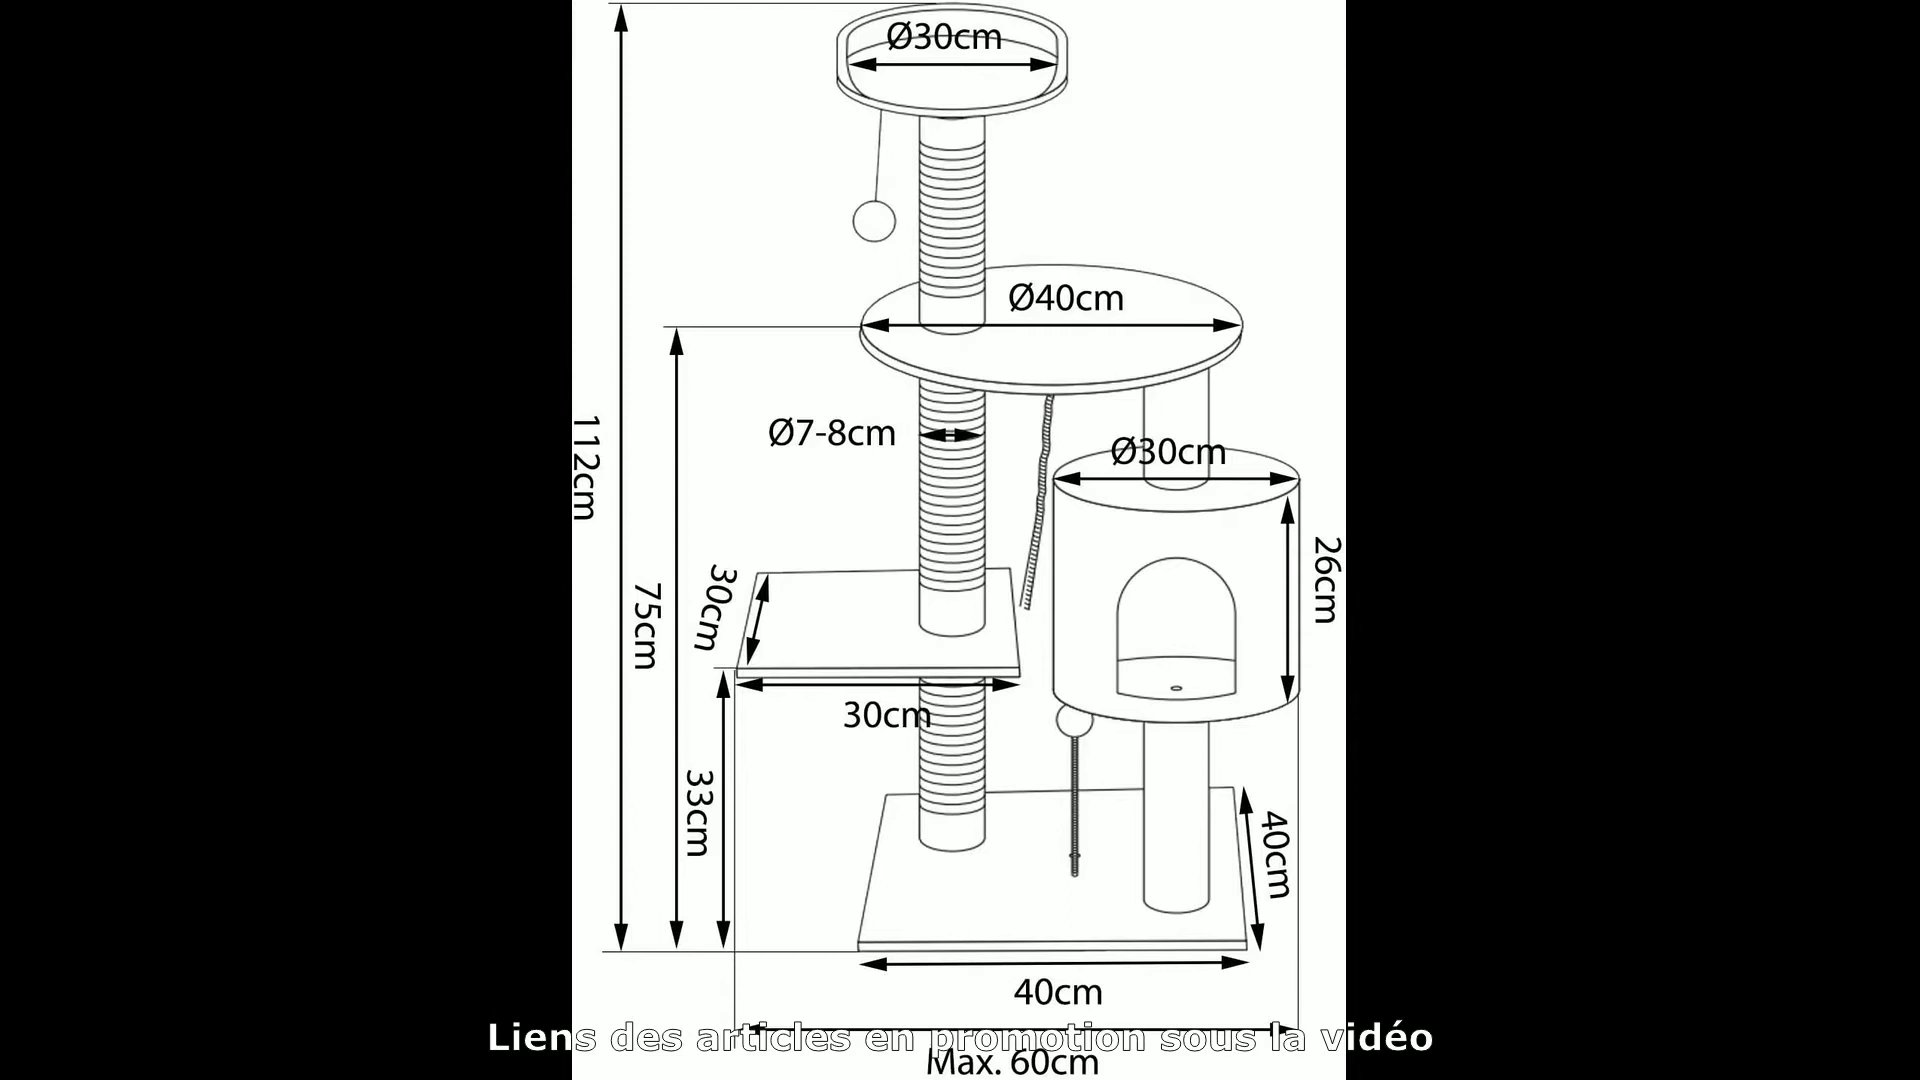 Ø30cm
Ø40cm
112cm
Ø7-8cm
Ø30cm
26cm
30cm
75cm
30cm
33cm
40cm
40cm
Liens des articles en promotion sous la vidéo
Max. 60cm